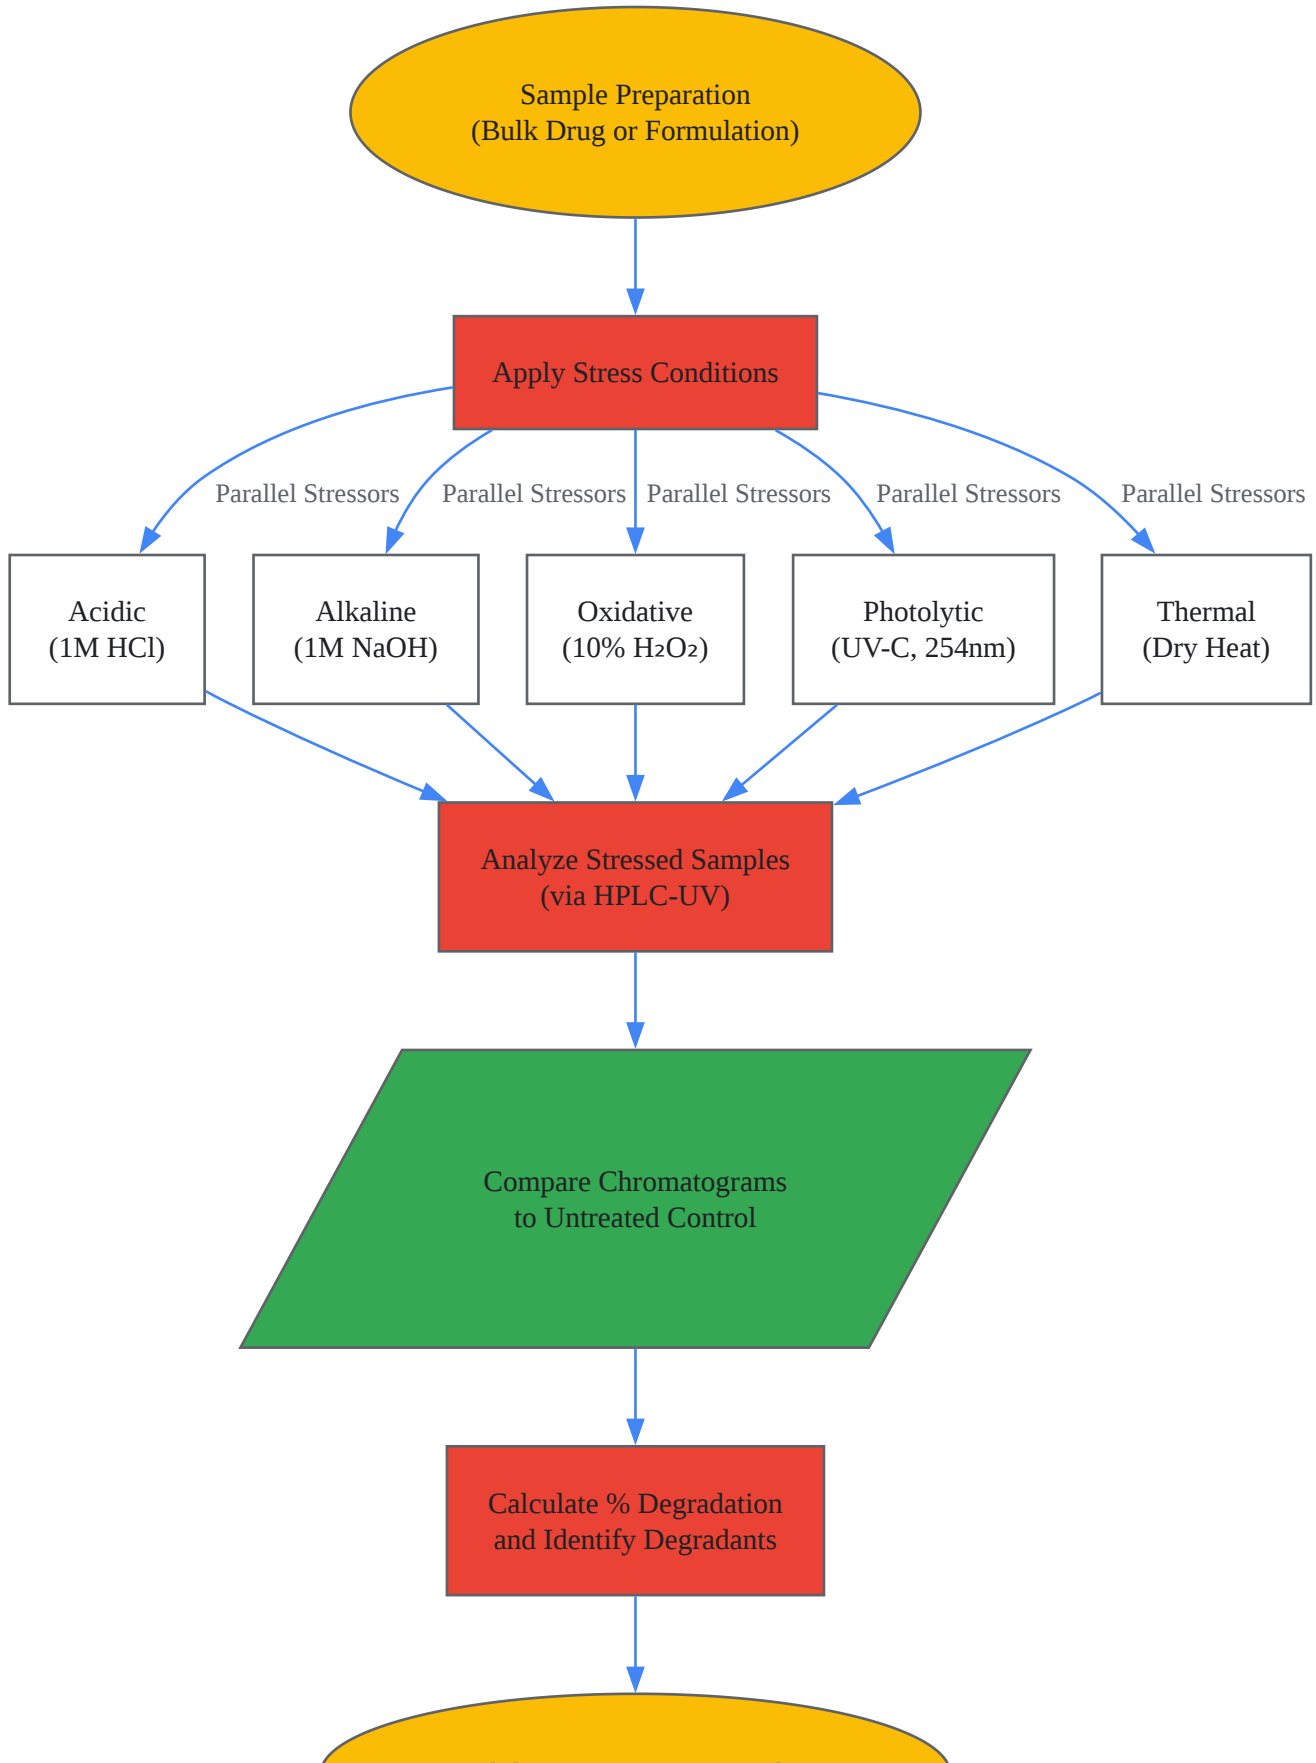 Sample Preparation
(Bulk Drug or Formulation)
Apply Stress Conditions
Parallel Stressors
Parallel Stressors
Parallel Stressors
Parallel Stressors
Parallel Stressors
Acidic
(1M HCl)
Alkaline
(1M NaOH)
Oxidative
(10% H₂O₂)
Photolytic
(UV-C, 254nm)
Thermal
(Dry Heat)
Analyze Stressed Samples
(via HPLC-UV)
Compare Chromatograms
to Untreated Control
Calculate % Degradation
and Identify Degradants